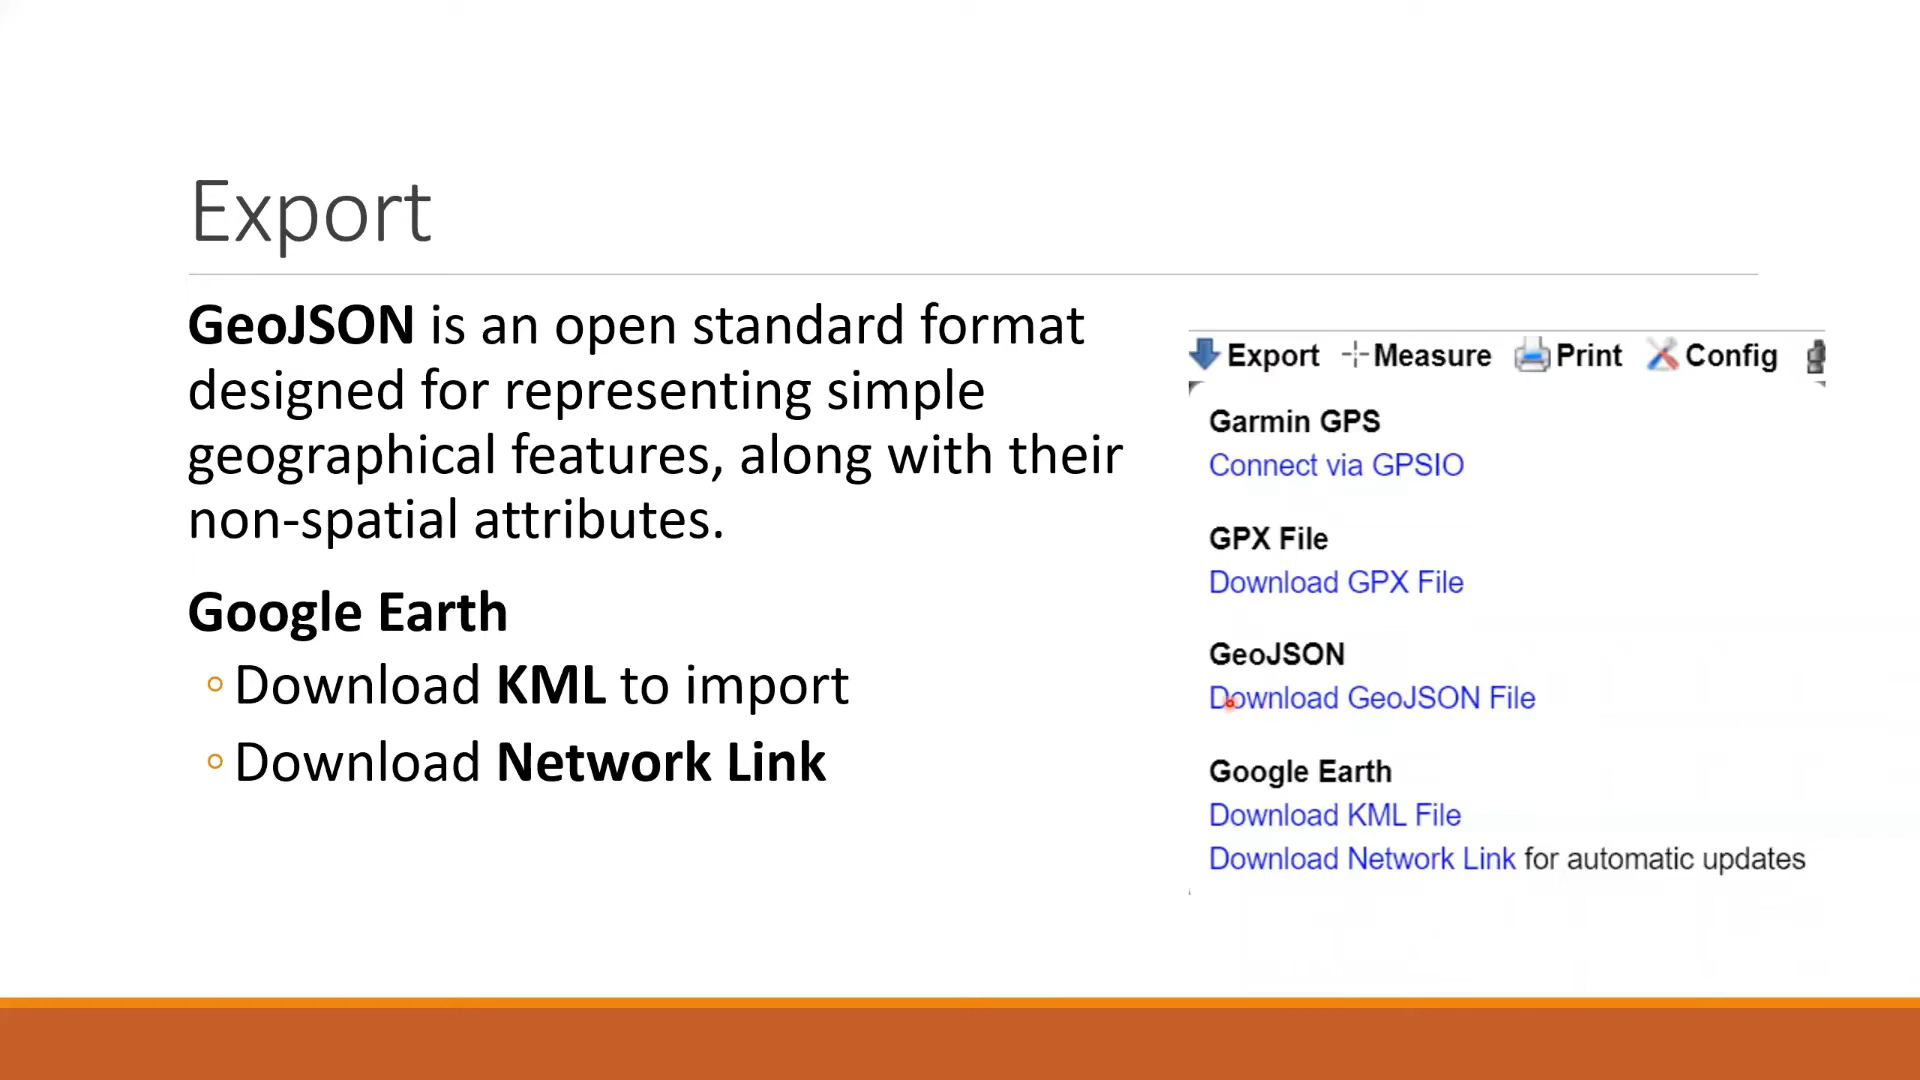 Export
GeoJSON is an open standard format
designed for representing simple
geographical features, along with their
non-spatial attributes.
Google Earth
◦Download KML to import
◦Download Network Link
Export Measure Print Config
Garmin GPS
Connect via GPSIO
GPX File
Download GPX File
GeoJSON
Download GeoJSON File
Google Earth
Download KML File
Download Network Link for automatic updates